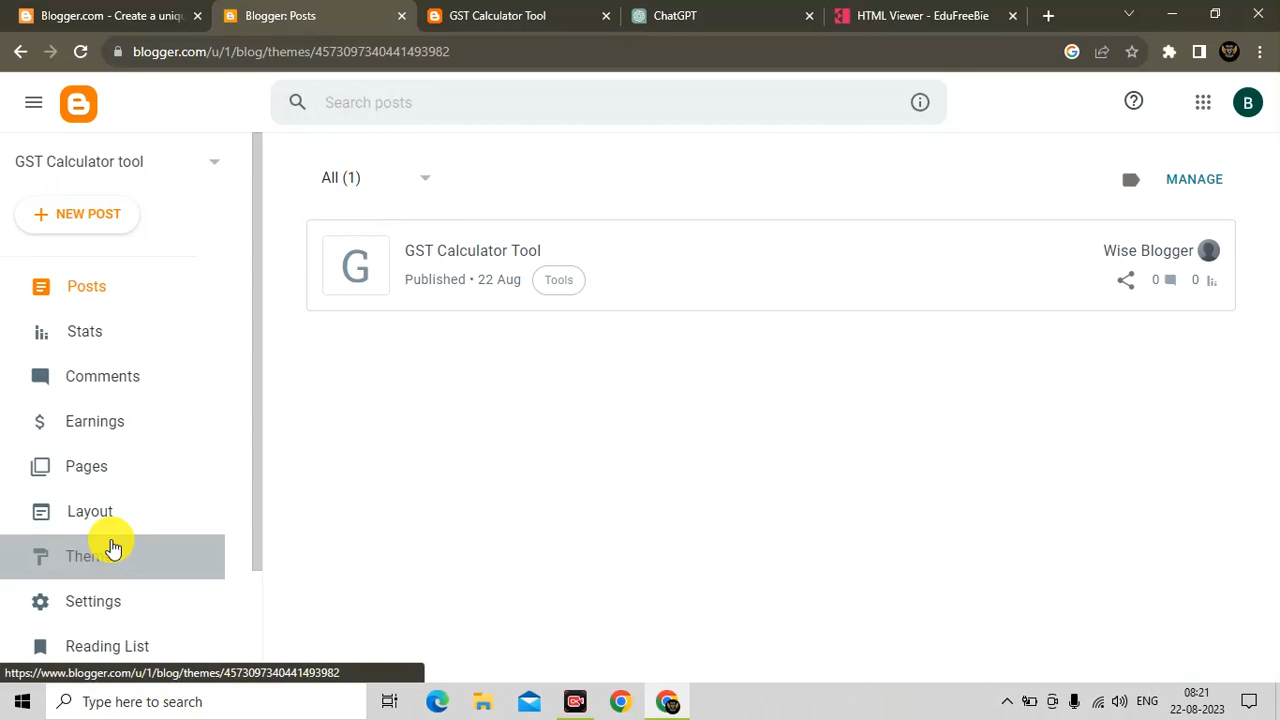 Blogger.com - Create a uniqu
Blogger: Posts
GST Calculator Tool
ChatGPT
HTML Viewer - EduFreeBie
blogger.com/u/1/blog/themes/4573097340441493982
Search posts
B
GST Calculator tool
NEW POST
All (1)
MANAGE
G
GST Calculator Tool
Published • 22 Aug
Tools
Wise Blogger
0
0
Posts
Stats
Comments
Earnings
Pages
Layout
Settings
Reading List
https://www.blogger.com/u/1/blog/themes/4573097340441493982
Type here to search
ENG
08:21
22-08-2023